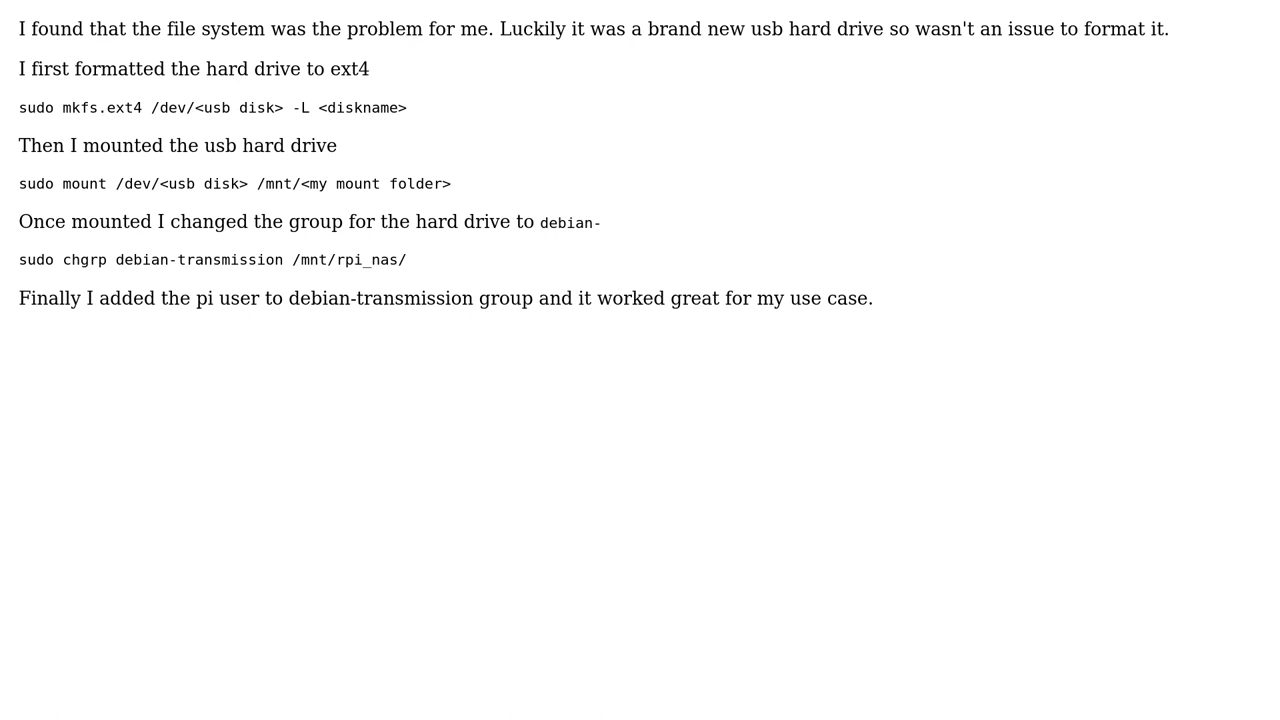 I found that the file system was the problem for me. Luckily it was a brand new usb hard drive so wasn't an issue to format it.
I first formatted the hard drive to ext4
sudo mkfs.ext4 /dev/<usb disk> -L <diskname>
Then I mounted the usb hard drive
sudo mount /dev/<usb disk> /mnt/<my mount folder>
Once mounted I changed the group for the hard drive to debian-
sudo chgrp debian-transmission /mnt/rpi_nas/
Finally I added the pi user to debian-transmission group and it worked great for my use case.